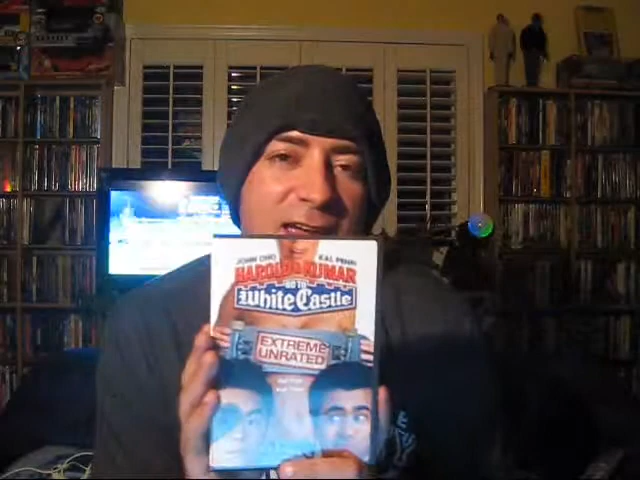 JOHN CHO KAL PENN
HAROLD & KUMAR
GO TO
White Castle
EXTREME
UNRATED